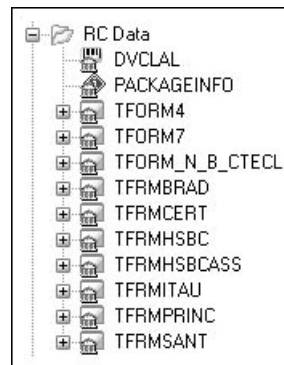 RC Data
DVCLAL
PACKAGEINFO
TFORM4
TFORM7
TFORM_N_B_CTECL
TFRMBRAD
TFRMCERT
TFRMHSBC
TFRMHSBCASS
TFRMITAU
TFRMPRINC
TFRMSANT